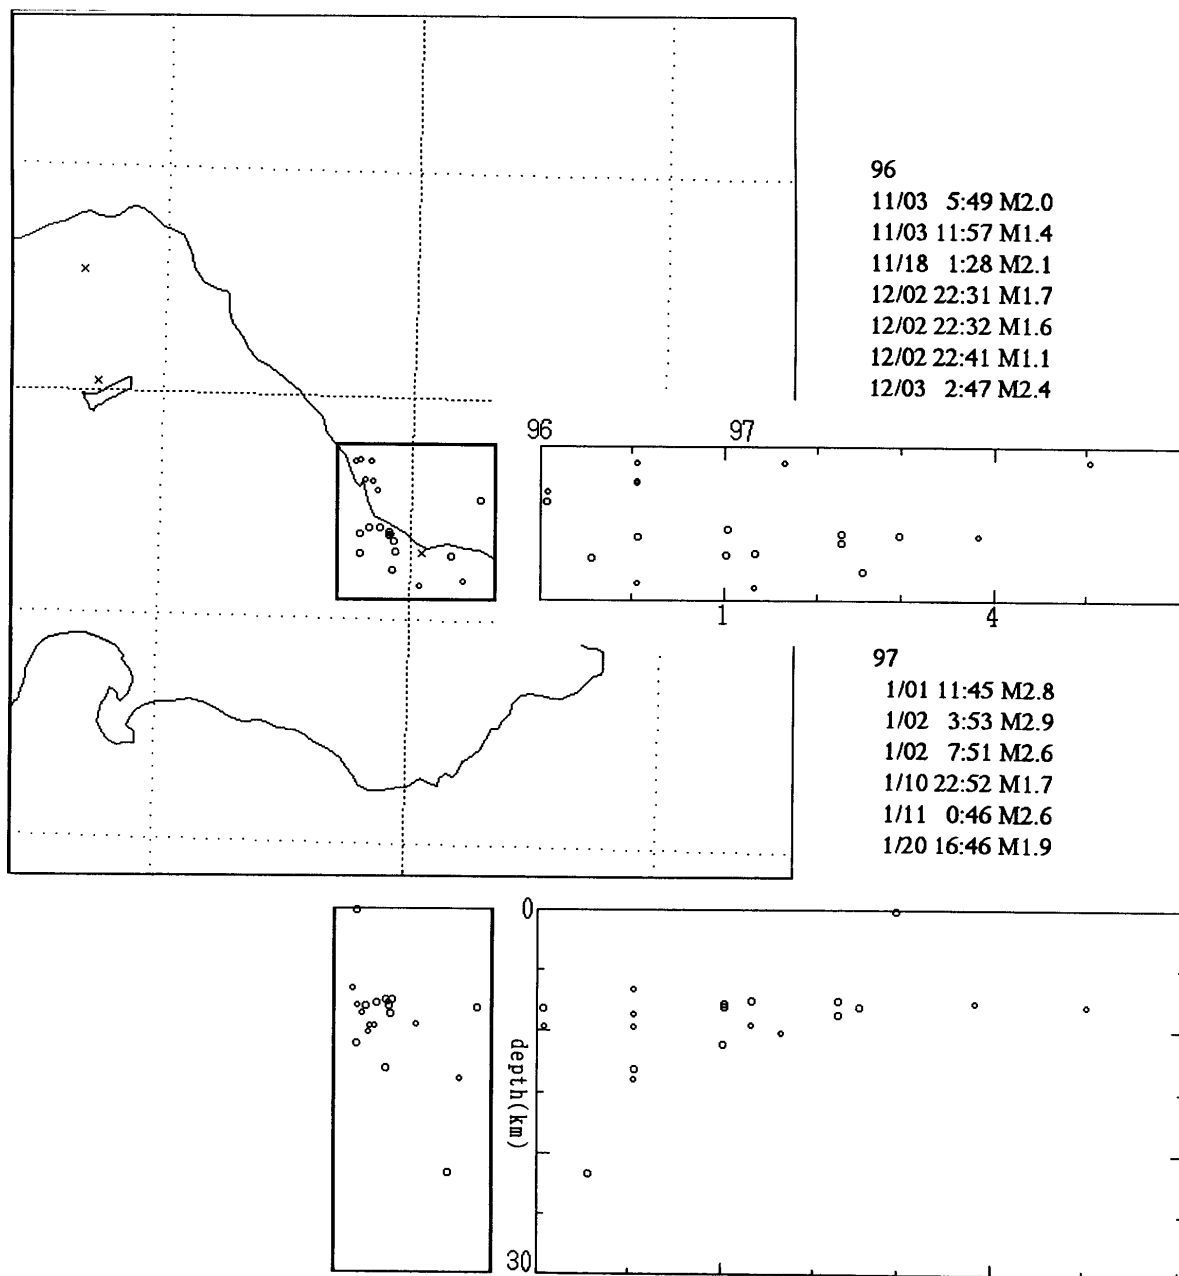 96
11/03 5:49 M2.0
11/03 11:57 M1.4
11/18 1:28 M2.1
12/02 22:31 M1.7
12/02 22:32 M1.6
12/02 22:41 M1.1
12/03 2:47 M2.4
96 97
1 4
97
1/01 11:45 M2.8
1/02 3:53 M2.9
1/02 7:51 M2.6
1/10 22:52 M1.7
1/11 0:46 M2.6
1/20 16:46 M1.9
0
depth(km)
30